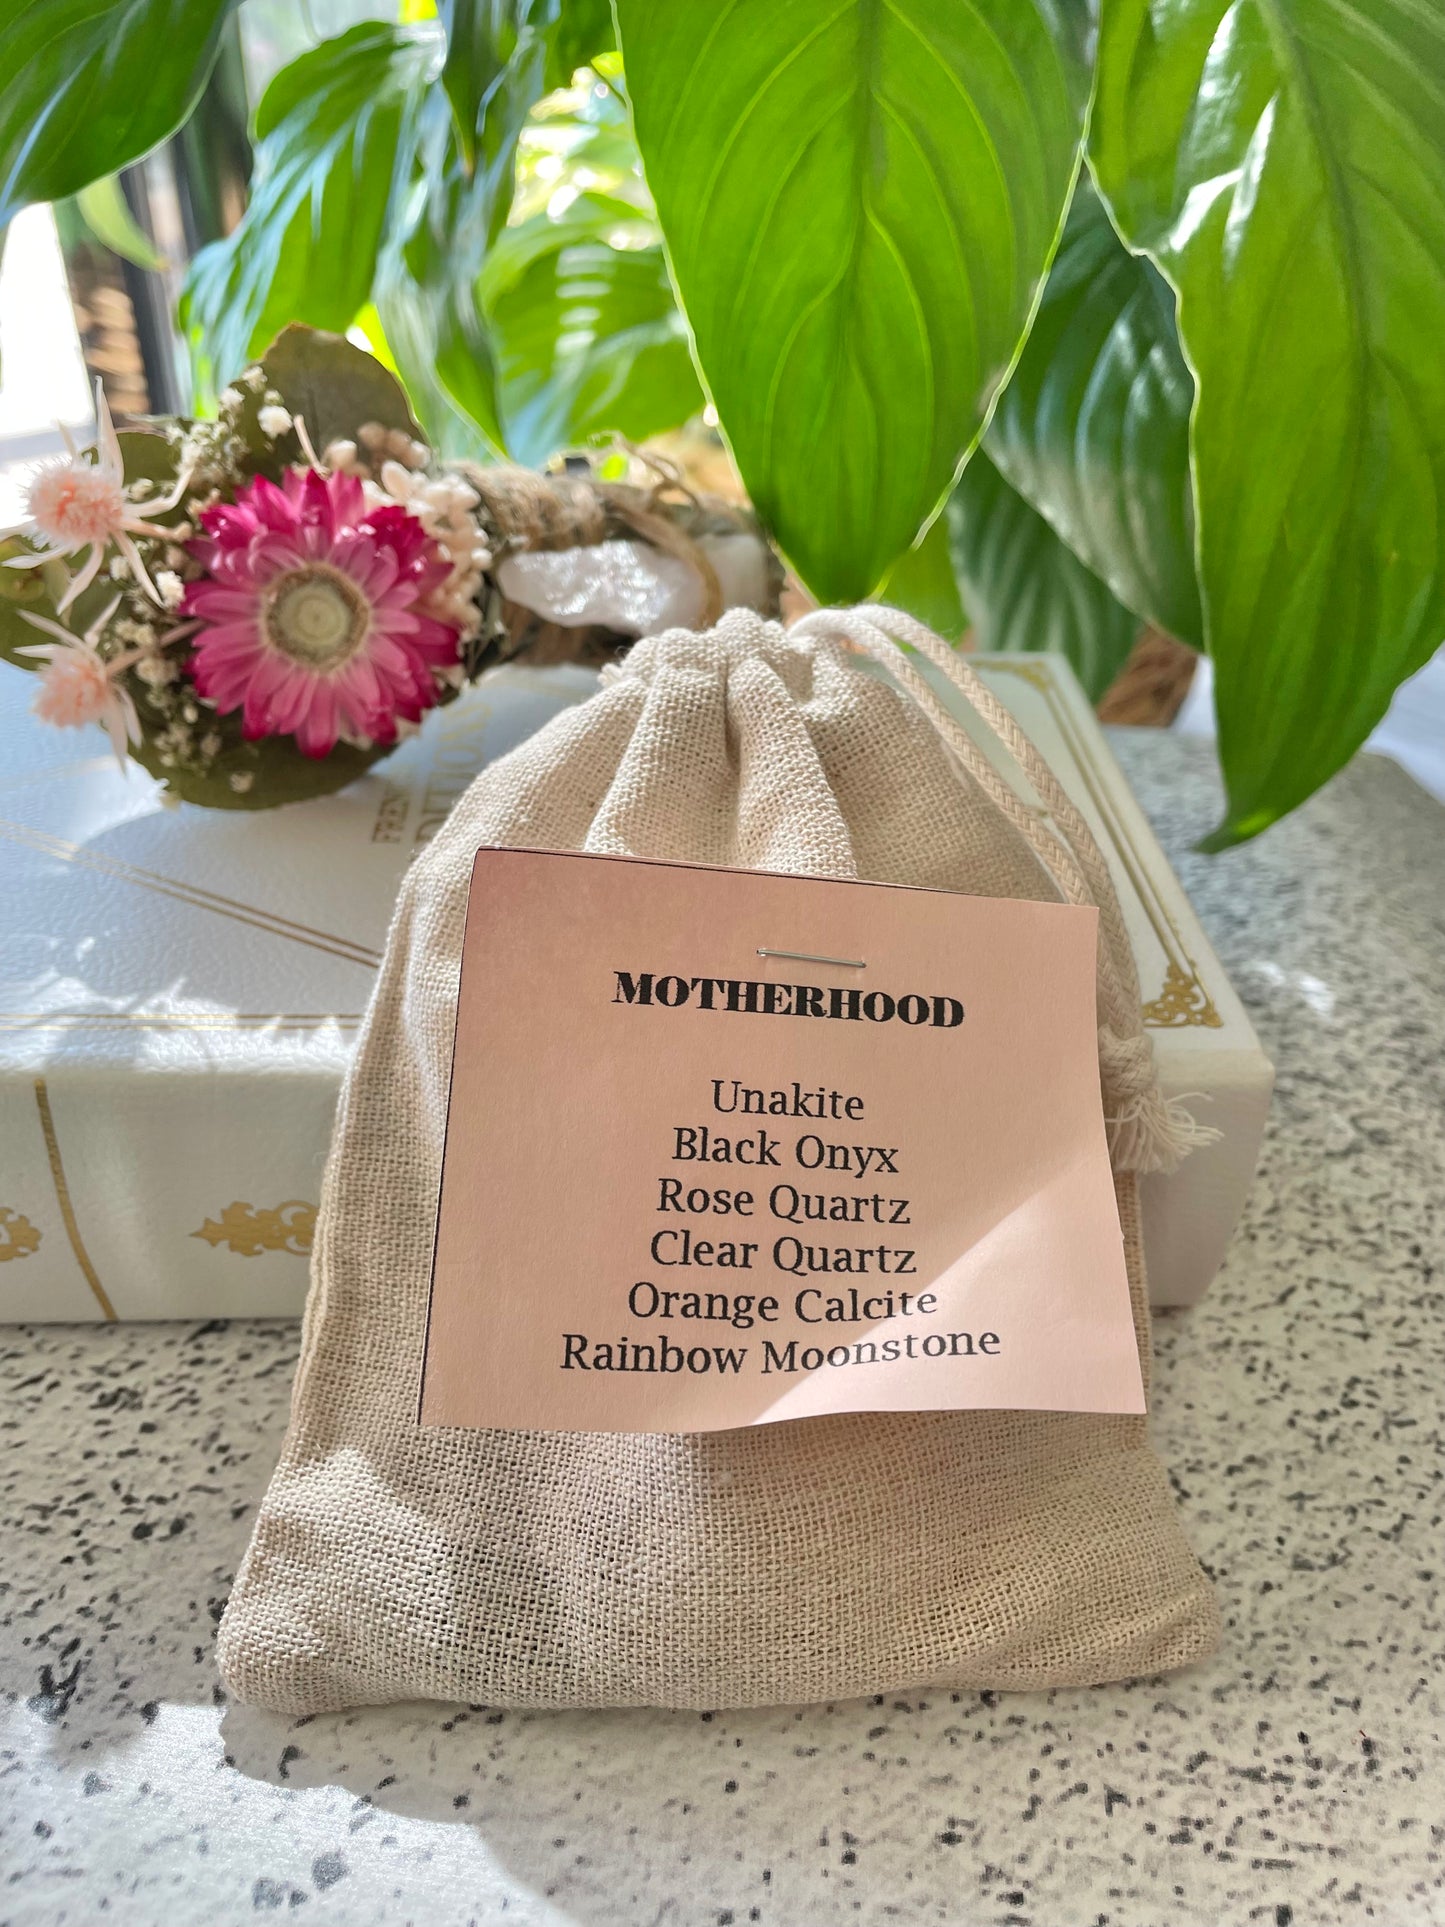 MOTHERHOOD
Unakite
Black Onyx
Rose Quartz
Clear Quartz
Orange Calcite
Rainbow Moonstone